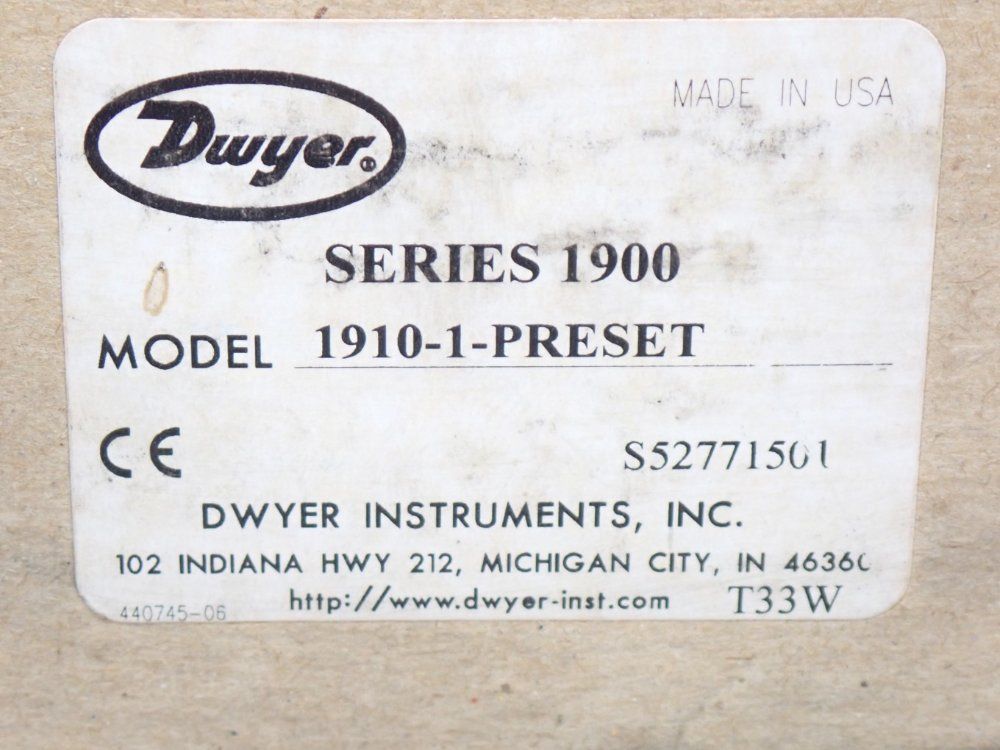 Dwyer®
MADE IN USA
SERIES 1900
MODEL 1910-1-PRESET
CE
S52771501
DWYER INSTRUMENTS, INC.
102 INDIANA HWY 212, MICHIGAN CITY, IN 46360
http://www.dwyer-inst.com T33W
440745-06